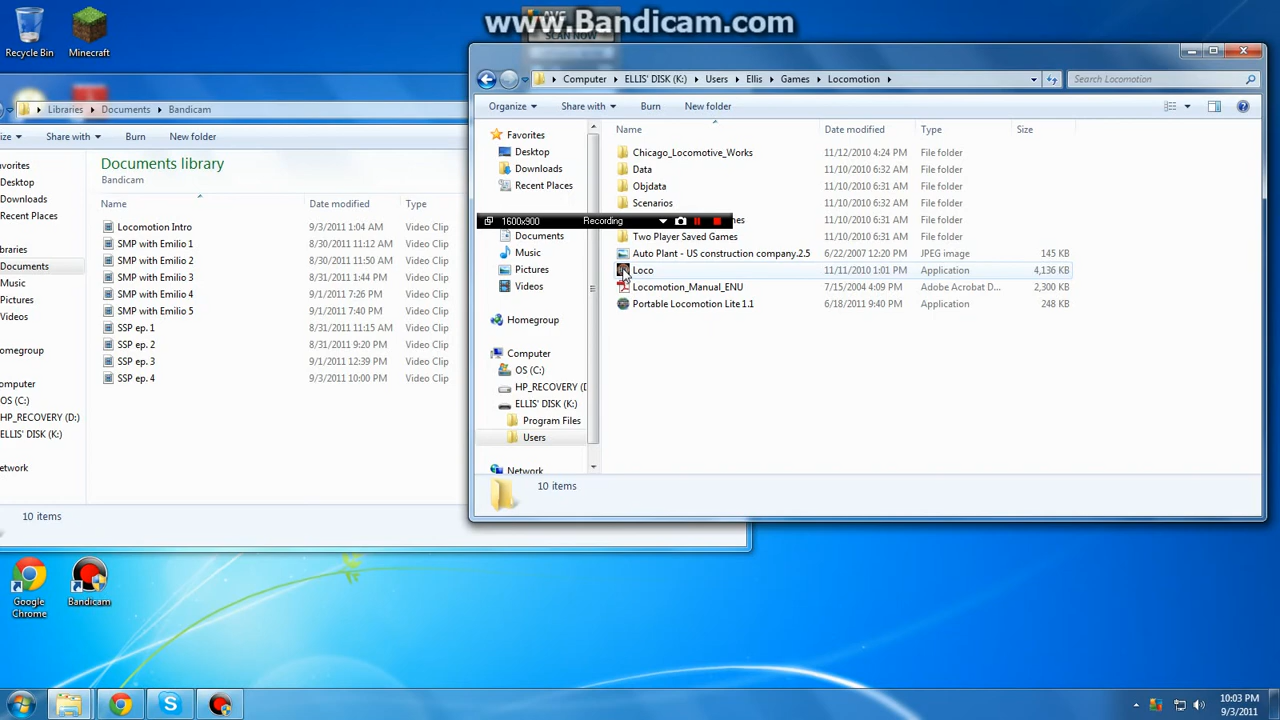 www.Bandicam.com
AVG
SCAN NOW
Recycle Bin
Minecraft
Computer ELLIS' DISK (K:) Users Ellis Games Locomotion
Search Locomotion
Organize Share with Burn New folder
Libraries Documents Bandicam
Share with Burn New folder
Documents library
Bandicam
Name Date modified Type
Locomotion Intro 9/3/2011 1:04 AM Video Clip
SMP with Emilio 1 8/30/2011 11:12 AM Video Clip
SMP with Emilio 2 8/30/2011 11:50 AM Video Clip
SMP with Emilio 3 8/31/2011 1:44 PM Video Clip
SMP with Emilio 4 9/1/2011 7:26 PM Video Clip
SMP with Emilio 5 9/1/2011 7:40 PM Video Clip
SSP ep. 1 8/31/2011 11:15 AM Video Clip
SSP ep. 2 8/31/2011 9:20 PM Video Clip
SSP ep. 3 9/1/2011 12:39 PM Video Clip
SSP ep. 4 9/3/2011 10:00 PM Video Clip
Desktop
Documents
Music
Pictures
Videos
OS (C:)
HP_RECOVERY (D:)
ELLIS' DISK (K:)
10 items
Favorites
Desktop
Downloads
Recent Places
Documents
Music
Pictures
Videos
Homegroup
Computer
OS (C:)
HP_RECOVERY (D
ELLIS' DISK (K:)
Program Files
Users
Network
Name Date modified Type Size
Chicago_Locomotive_Works 11/12/2010 4:24 PM File folder
Data 11/10/2010 6:32 AM File folder
Objdata 11/10/2010 6:31 AM File folder
Scenarios 11/10/2010 6:31 AM File folder
1600x900 Recording
11/10/2010 6:31 AM File folder
Two Player Saved Games 11/10/2010 6:31 AM File folder
Auto Plant - US construction company.2.5 6/22/2007 12:20 PM JPEG image 145 KB
Loco 11/11/2010 1:01 PM Application 4,136 KB
Locomotion_Manual_ENU 7/15/2004 4:09 PM Adobe Acrobat D... 2,300 KB
Portable Locomotion Lite 1.1 6/18/2011 9:40 PM Application 248 KB
10 items
Google Chrome
Bandicam
10:03 PM
9/3/2011